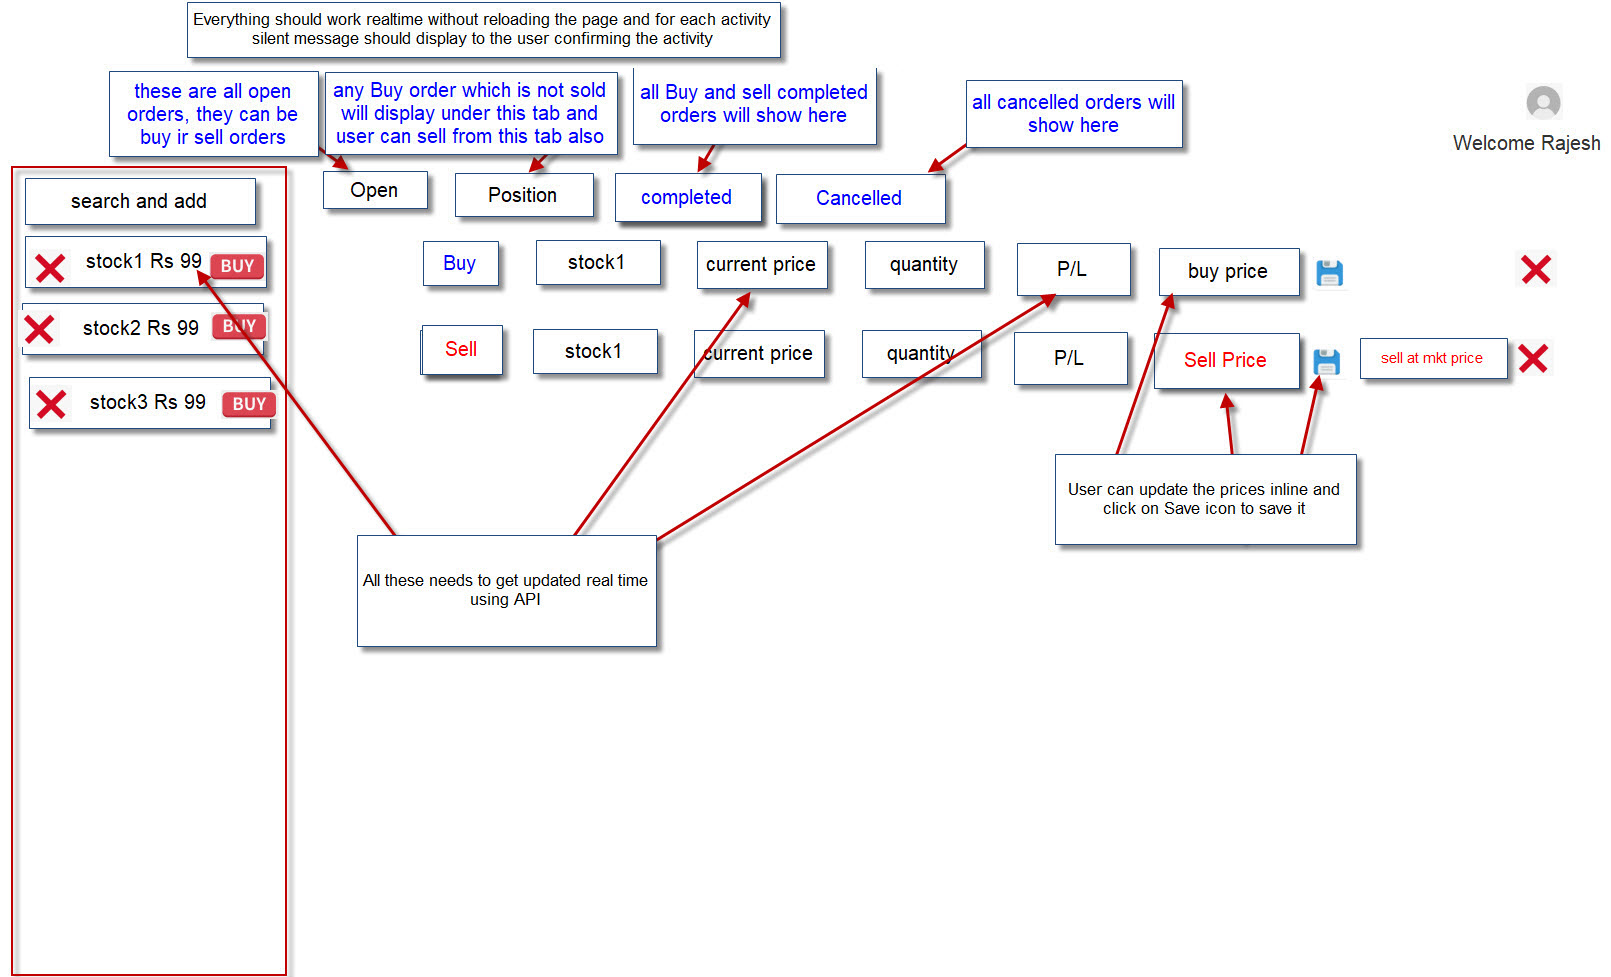 Everything should work realtime without reloading the page and for each activity
silent message should display to the user confirming the activity
these are all open
orders, they can be
buy ir sell orders
any Buy order which is not sold
will display under this tab and
user can sell from this tab also
all Buy and sell completed
orders will show here
all cancelled orders will
show here
Welcome Rajesh
search and add
Open
Position
completed
Cancelled
stock1 Rs 99
BUY
stock2 Rs 99
BUY
stock3 Rs 99
BUY
Buy
stock1
current price
quantity
P/L
buy price
Sell
stock1
current price
quantity
P/L
Sell Price
sell at mkt price
User can update the prices inline and
click on Save icon to save it
All these needs to get updated real time
using API